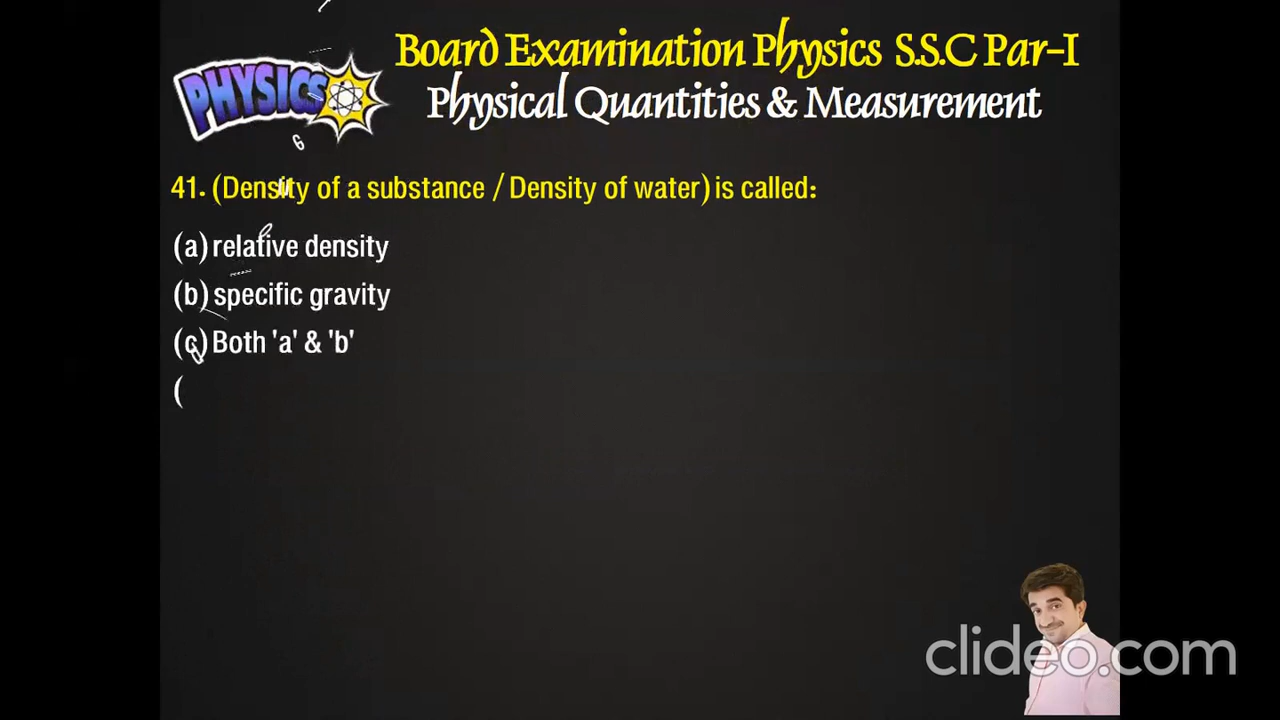 Board Examination Physics S.S.C Par-I
PHYSICS
Physical Quantities & Measurement
41. (Density of a substance / Density of water) is called:
(a) relative density
(b) specific gravity
(c) Both 'a' & 'b'
(
clideo.com